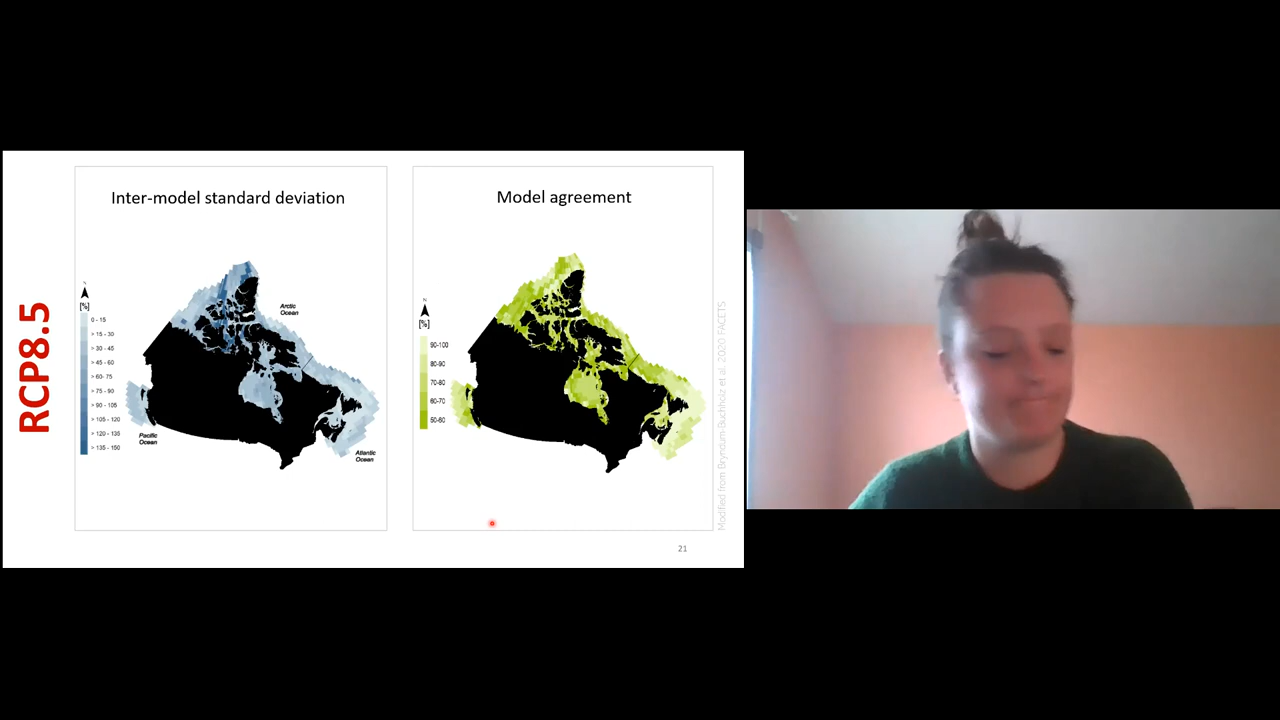 RCP8.5
Inter-model standard deviation
N
[%]
0 - 15
> 15 - 30
> 30 - 45
> 45 - 60
> 60- 75
> 75 - 90
> 90 - 105
> 105 - 120
> 120 - 135
> 135 - 150
Arctic
Ocean
Pacific
Ocean
Atlantic
Ocean
Model agreement
N
[%]
90-100
80-90
70-80
60-70
50-60
Modified from Bryndum-Buchholz et al. 2020 FACETS
21